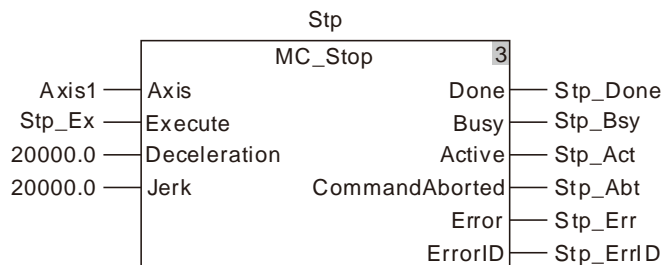 Stp
MC_Stop 3
Axis1 Axis Done Stp_Done
Stp_Ex Execute Busy Stp_Bsy
20000.0 Deceleration Active Stp_Act
20000.0 Jerk CommandAborted Stp_Abt
Error Stp_Err
ErrorID Stp_ErrID